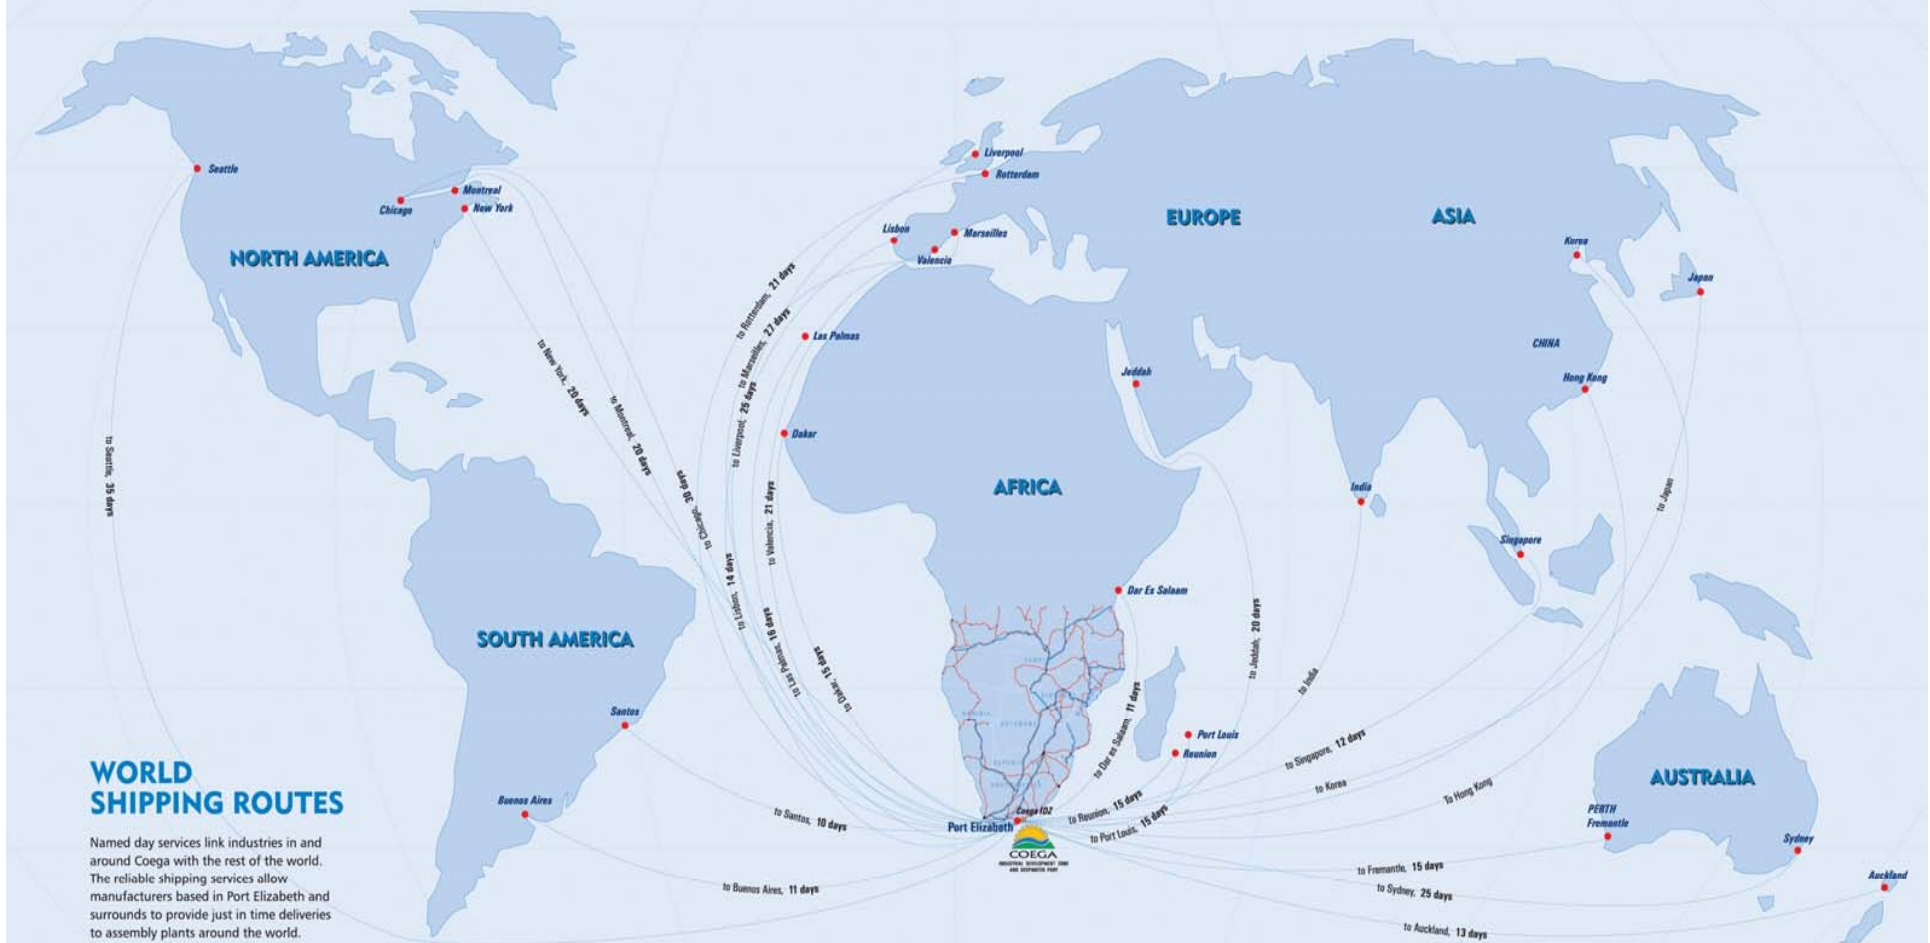 Seattle
Chicago
Montreal
New York
NORTH AMERICA
Liverpool
Rotterdam
Lisbon
Marseilles
Valencia
EUROPE
ASIA
Korea
Japan
CHINA
Hong Kong
Las Palmas
Dakar
AFRICA
Jeddah
India
Singapore
Dar Es Salaam
Port Louis
Reunion
SOUTH AMERICA
Santos
Buenos Aires
AUSTRALIA
PERTH
Fremantle
Sydney
Auckland
to Seattle, 35 days
to New York, 20 days
to Montreal, 20 days
to Chicago, 30 days
to Rotterdam, 21 days
to Marseilles, 27 days
to Liverpool, 25 days
to Lisbon, 14 days
to Valencia, 21 days
to Las Palmas, 16 days
to Dakar, 15 days
to Santos, 10 days
to Buenos Aires, 11 days
to Dar es Salaam, 11 days
to Reunion, 15 days
to Port Louis, 15 days
to Jeddah, 20 days
to India
to Singapore, 12 days
to Korea
to Hong Kong
to Japan
to Fremantle, 15 days
to Sydney, 25 days
to Auckland, 13 days
Coega IDZ
Port Elizabeth
COEGA
INDUSTRIAL DEVELOPMENT ZONE
AND DEEPWATER PORT
WORLD
SHIPPING ROUTES
Named day services link industries in and
around Coega with the rest of the world.
The reliable shipping services allow
manufacturers based in Port Elizabeth and
surrounds to provide just in time deliveries
to assembly plants around the world.